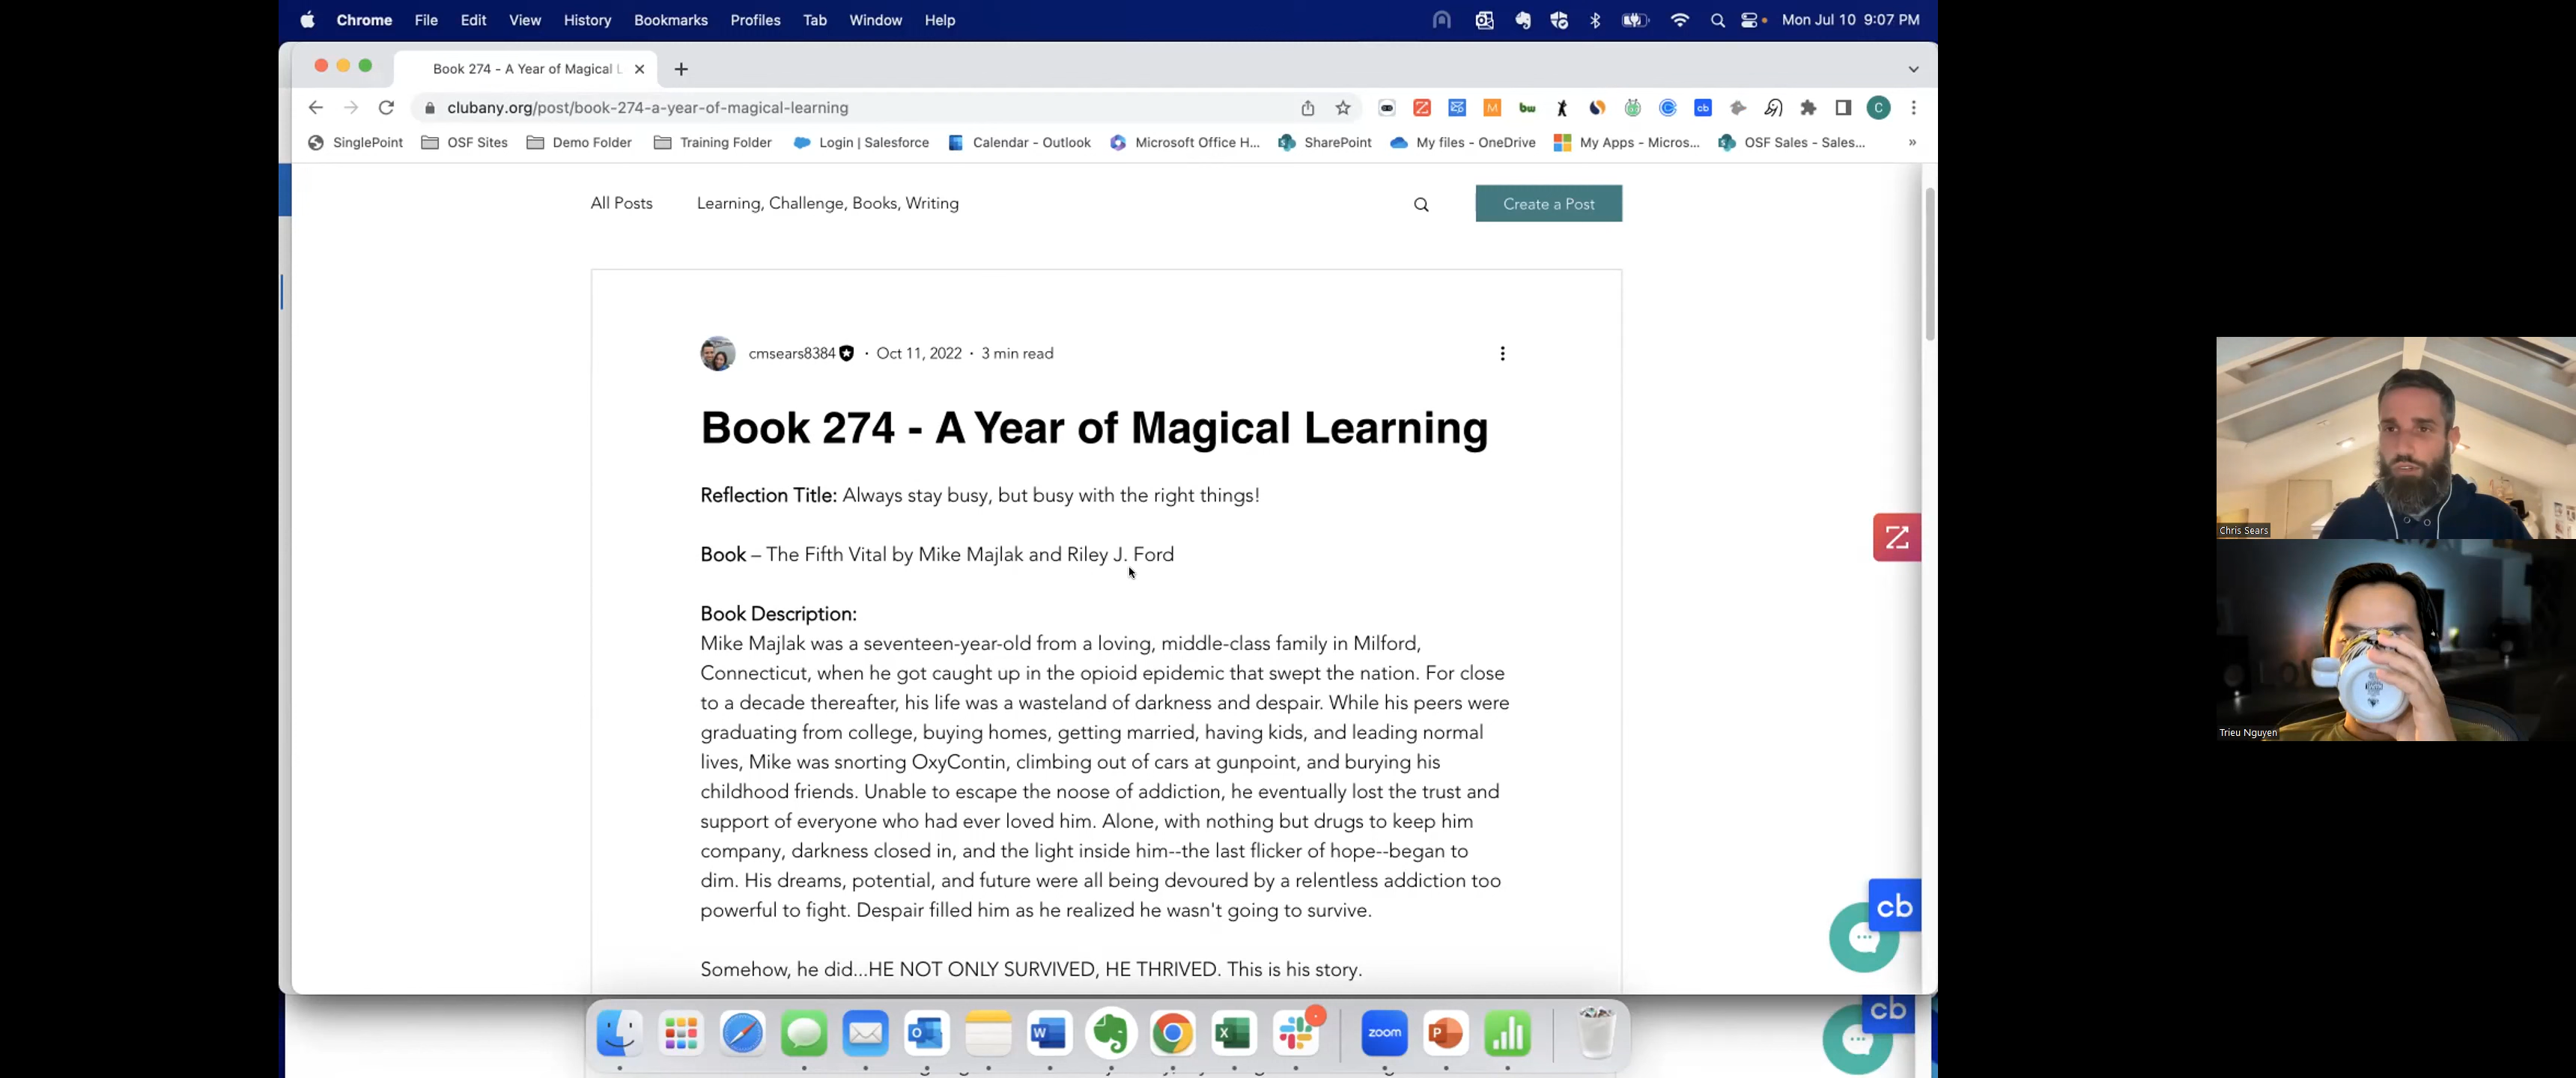 Chrome File Edit View History Bookmarks Profiles Tab Window Help Mon Jul 10 9:07 PM
Book 274 - A Year of Magical L
clubany.org/post/book-274-a-year-of-magical-learning
SinglePoint OSF Sites Demo Folder Training Folder Login | Salesforce Calendar - Outlook Microsoft Office H... SharePoint My files - OneDrive My Apps - Micros... OSF Sales - Sales... »
All Posts Learning, Challenge, Books, Writing Create a Post
cmsears8384 · Oct 11, 2022 · 3 min read
Book 274 - A Year of Magical Learning
Reflection Title: Always stay busy, but busy with the right things!
Book – The Fifth Vital by Mike Majlak and Riley J. Ford
Book Description:
Mike Majlak was a seventeen-year-old from a loving, middle-class family in Milford,
Connecticut, when he got caught up in the opioid epidemic that swept the nation. For close
to a decade thereafter, his life was a wasteland of darkness and despair. While his peers were
graduating from college, buying homes, getting married, having kids, and leading normal
lives, Mike was snorting OxyContin, climbing out of cars at gunpoint, and burying his
childhood friends. Unable to escape the noose of addiction, he eventually lost the trust and
support of everyone who had ever loved him. Alone, with nothing but drugs to keep him
company, darkness closed in, and the light inside him--the last flicker of hope--began to
dim. His dreams, potential, and future were all being devoured by a relentless addiction too
powerful to fight. Despair filled him as he realized he wasn't going to survive.
Somehow, he did...HE NOT ONLY SURVIVED, HE THRIVED. This is his story.
cb
cb
zoom
Chris Sears
Trieu Nguyen